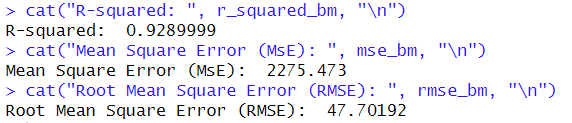 > cat("R-squared: ", r_squared_bm, "\n")
R-squared:  0.9289999
> cat("Mean Square Error (MsE): ", mse_bm, "\n")
Mean Square Error (MsE):  2275.473
> cat("Root Mean Square Error (RMSE): ", rmse_bm, "\n")
Root Mean Square Error (RMSE):  47.70192